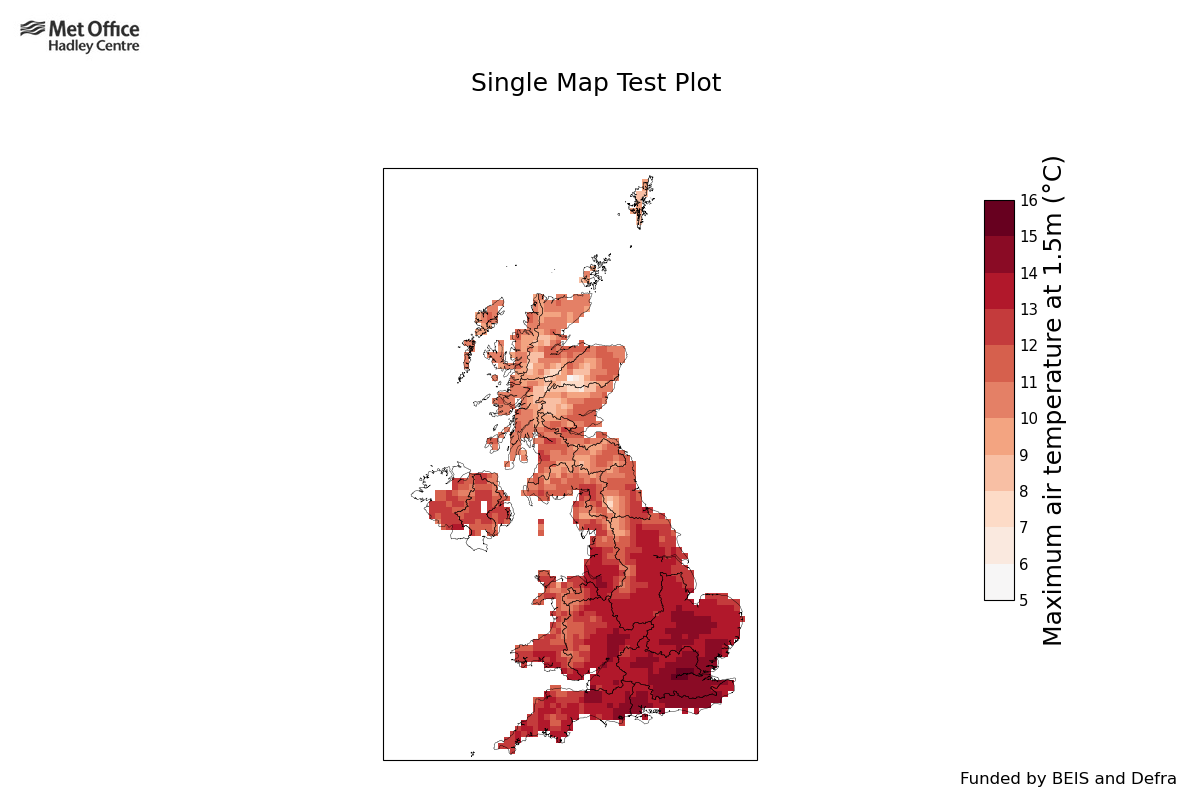 Met Office
Hadley Centre
Single Map Test Plot
16
15
14
13
12
11
10
9
8
7
6
5
Maximum air temperature at 1.5m (°C)
Funded by BEIS and Defra